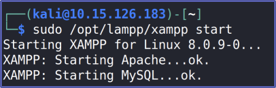 ┌──(kali@10.15.126.183)-[~]
└─$ sudo /opt/lampp/xampp start
Starting XAMPP for Linux 8.0.9-0...
XAMPP: Starting Apache...ok.
XAMPP: Starting MySQL...ok.